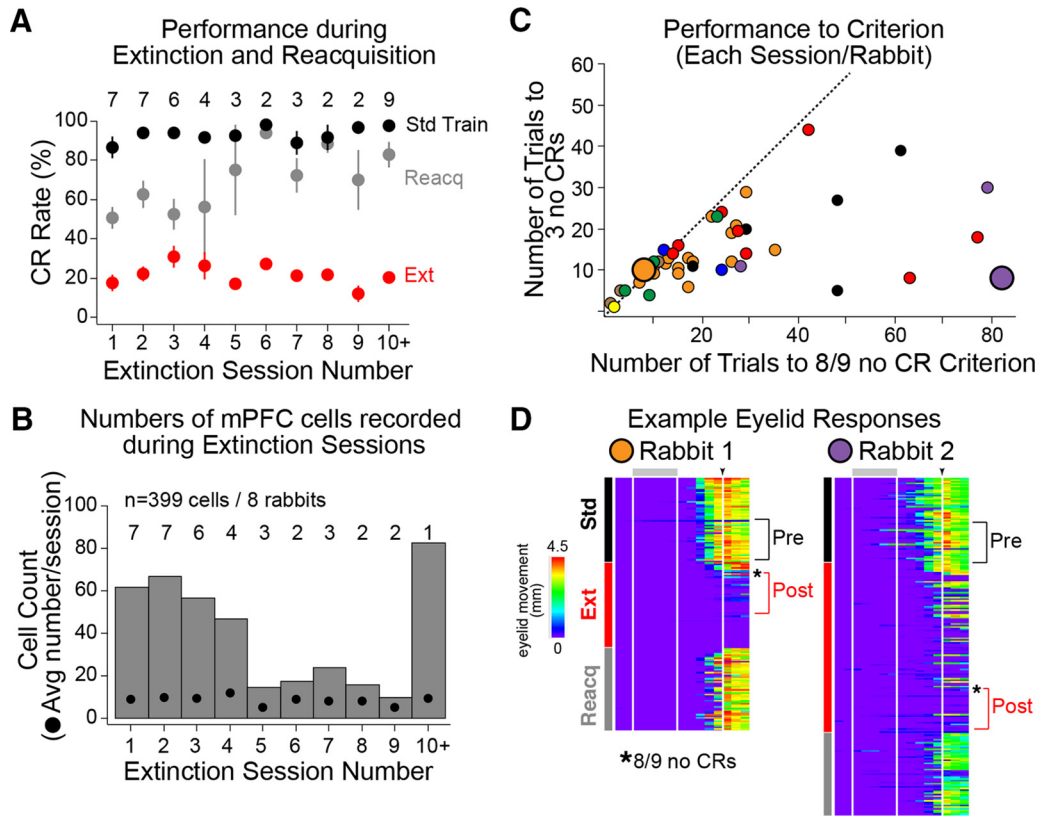 A
Performance during
Extinction and Reacquisition
7 7 6 4 3 2 3 2 2 9
100
80
60
40
20
0
CR Rate (%)
Std Train
Reacq
Ext
1 2 3 4 5 6 7 8 9 10+
Extinction Session Number
B
Numbers of mPFC cells recorded
during Extinction Sessions
n=399 cells / 8 rabbits
7 7 6 4 3 2 3 2 2 1
80
60
40
20
0
Cell Count
(● Avg number/session)
1 2 3 4 5 6 7 8 9 10+
Extinction Session Number
C
Performance to Criterion
(Each Session/Rabbit)
60
50
40
30
20
10
Number of Trials to
3 no CRs
20 40 60 80
Number of Trials to 8/9 no CR Criterion
D
Example Eyelid Responses
Rabbit 1
Rabbit 2
Std
Ext
Reacq
4.5
0
eyelid movement
(mm)
Pre
*
Post
Pre
*
Post
*8/9 no CRs